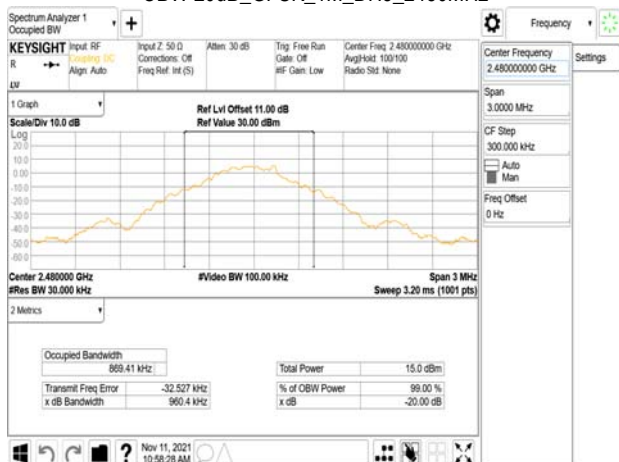 Spectrum Analyzer 1
Occupied BW
+
Frequency
KEYSIGHT
R
LVI
Input: RF
Coupling: DC
Align: Auto
Input Z: 50 Ω
Corrections: Off
Freq Ref: Int (S)
Atten: 30 dB
Trig: Free Run
Gate: Off
#IF Gain: Low
Center Freq: 2.480000000 GHz
Avg|Hold: 100/100
Radio Std: None
Center Frequency
2.480000000 GHz
Settings
Span
3.0000 MHz
CF Step
300.000 kHz
Auto
Man
Freq Offset
0 Hz
1 Graph
Scale/Div 10.0 dB
Ref Lvl Offset 11.00 dB
Ref Value 30.00 dBm
Log
20.0
10.0
0.00
-10.0
-20.0
-30.0
-40.0
-50.0
-60.0
Center 2.480000 GHz
#Res BW 30.000 kHz
#Video BW 100.00 kHz
Span 3 MHz
Sweep 3.20 ms (1001 pts)
2 Metrics
Occupied Bandwidth
869.41 kHz
Total Power 15.0 dBm
Transmit Freq Error -32.527 kHz
% of OBW Power 99.00 %
x dB Bandwidth 960.4 kHz
x dB -20.00 dB
?
Nov 11, 2021
10:58:28 AM